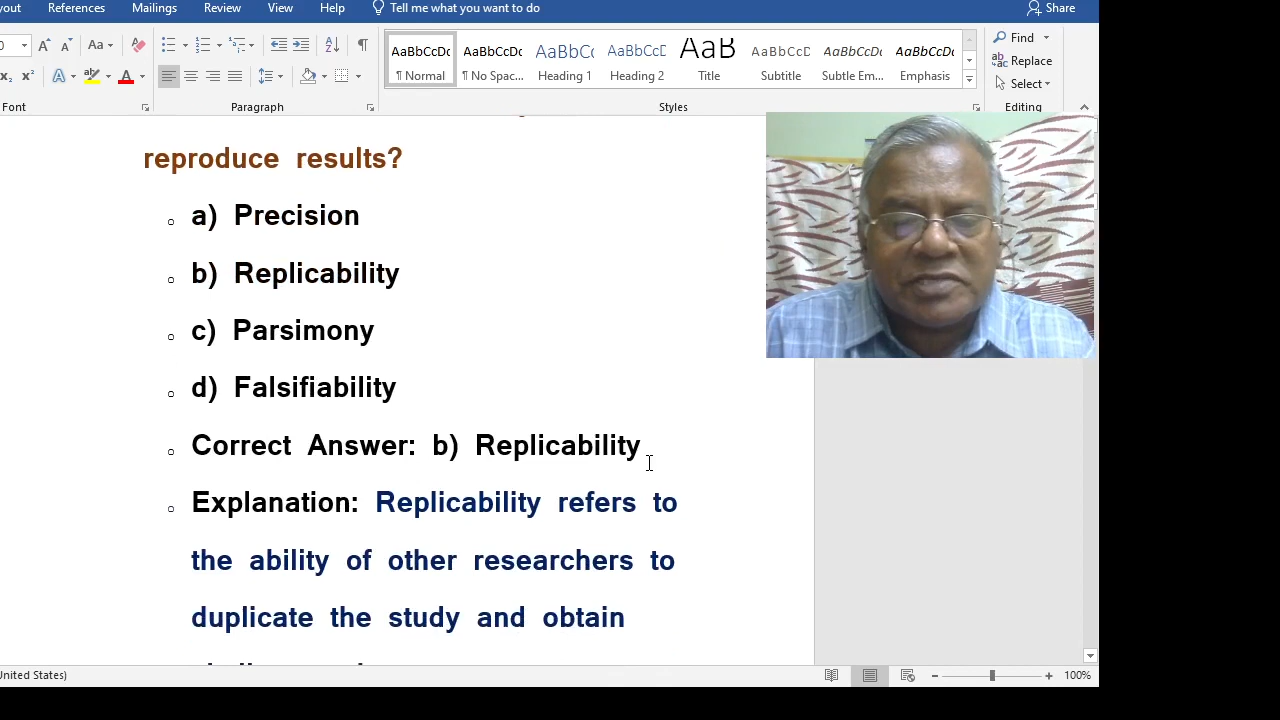 yout References Mailings Review View Help Tell me what you want to do Share
Aa
AaBbCcDc AaBbCcDc AaBbCc AaBbCcD AaB AaBbCcD AaBbCcDc AaBbCcDc
¶ Normal ¶ No Spac... Heading 1 Heading 2 Title Subtitle Subtle Em... Emphasis
Find
Replace
Select
Font Paragraph Styles Editing
reproduce results?
a) Precision
b) Replicability
c) Parsimony
d) Falsifiability
Correct Answer: b) Replicability
Explanation: Replicability refers to
the ability of other researchers to
duplicate the study and obtain
United States) 100%